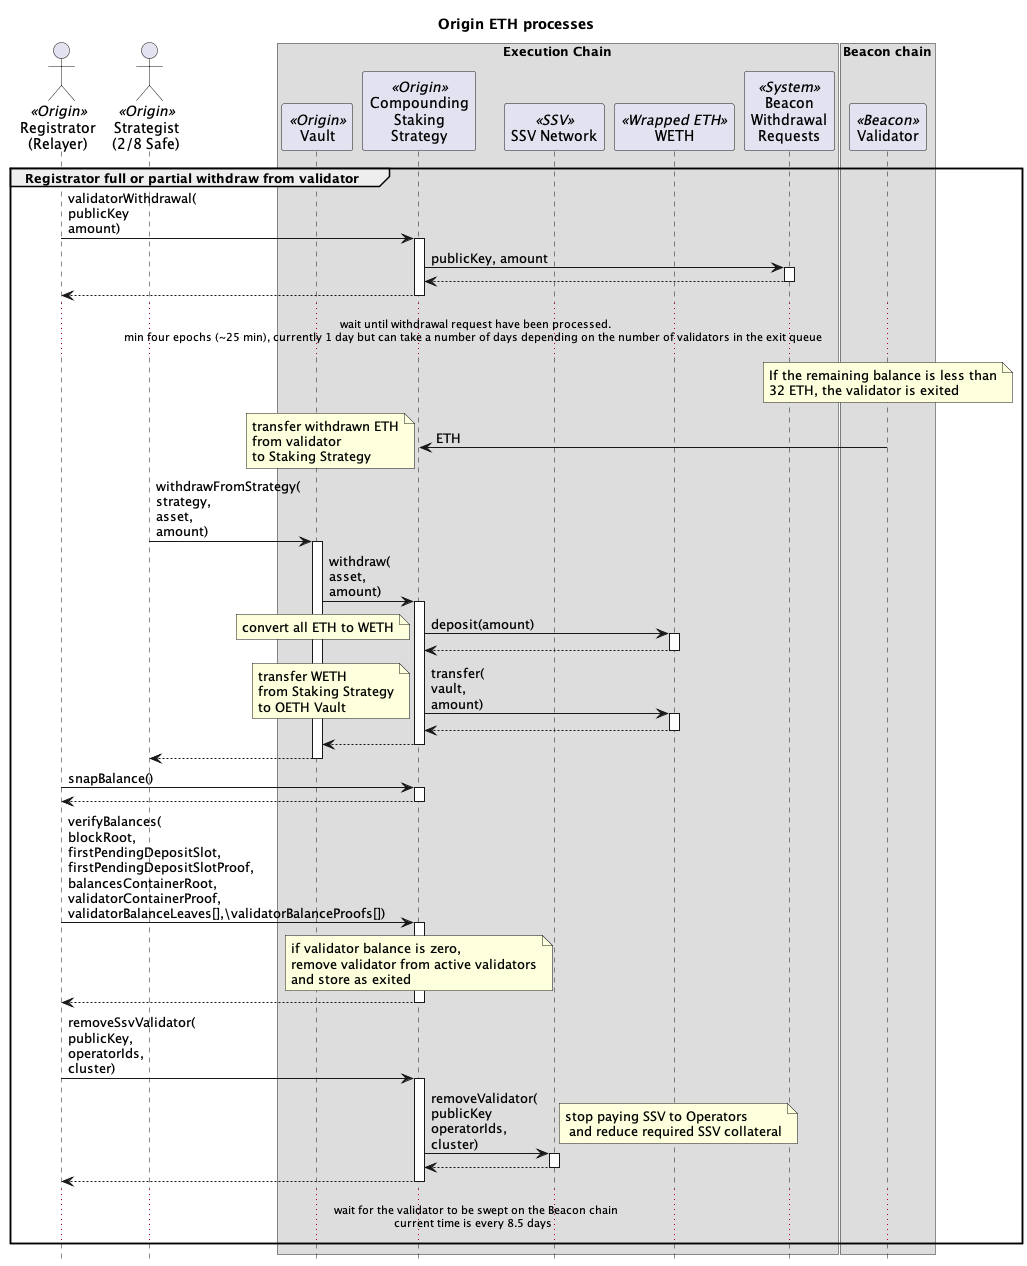 Origin ETH processes
Execution Chain
Beacon chain
«Origin»
Registrator
(Relayer)
«Origin»
Strategist
(2/8 Safe)
«Origin»
Vault
«Origin»
Compounding
Staking
Strategy
«SSV»
SSV Network
«Wrapped ETH»
WETH
«System»
Beacon
Withdrawal
Requests
«Beacon»
Validator
Registrator full or partial withdraw from validator
validatorWithdrawal(
publicKey
amount)
publicKey, amount
wait until withdrawal request have been processed.
min four epochs (~25 min), currently 1 day but can take a number of days depending on the number of validators in the exit queue
If the remaining balance is less than
32 ETH, the validator is exited
transfer withdrawn ETH
from validator
to Staking Strategy
ETH
withdrawFromStrategy(
strategy,
asset,
amount)
withdraw(
asset,
amount)
convert all ETH to WETH
deposit(amount)
transfer WETH
from Staking Strategy
to OETH Vault
transfer(
vault,
amount)
snapBalance()
verifyBalances(
blockRoot,
firstPendingDepositSlot,
firstPendingDepositSlotProof,
balancesContainerRoot,
validatorContainerProof,
validatorBalanceLeaves[],\validatorBalanceProofs[])
if validator balance is zero,
remove validator from active validators
and store as exited
removeSsvValidator(
publicKey,
operatorIds,
cluster)
removeValidator(
publicKey
operatorIds,
cluster)
stop paying SSV to Operators
and reduce required SSV collateral
wait for the validator to be swept on the Beacon chain
current time is every 8.5 days